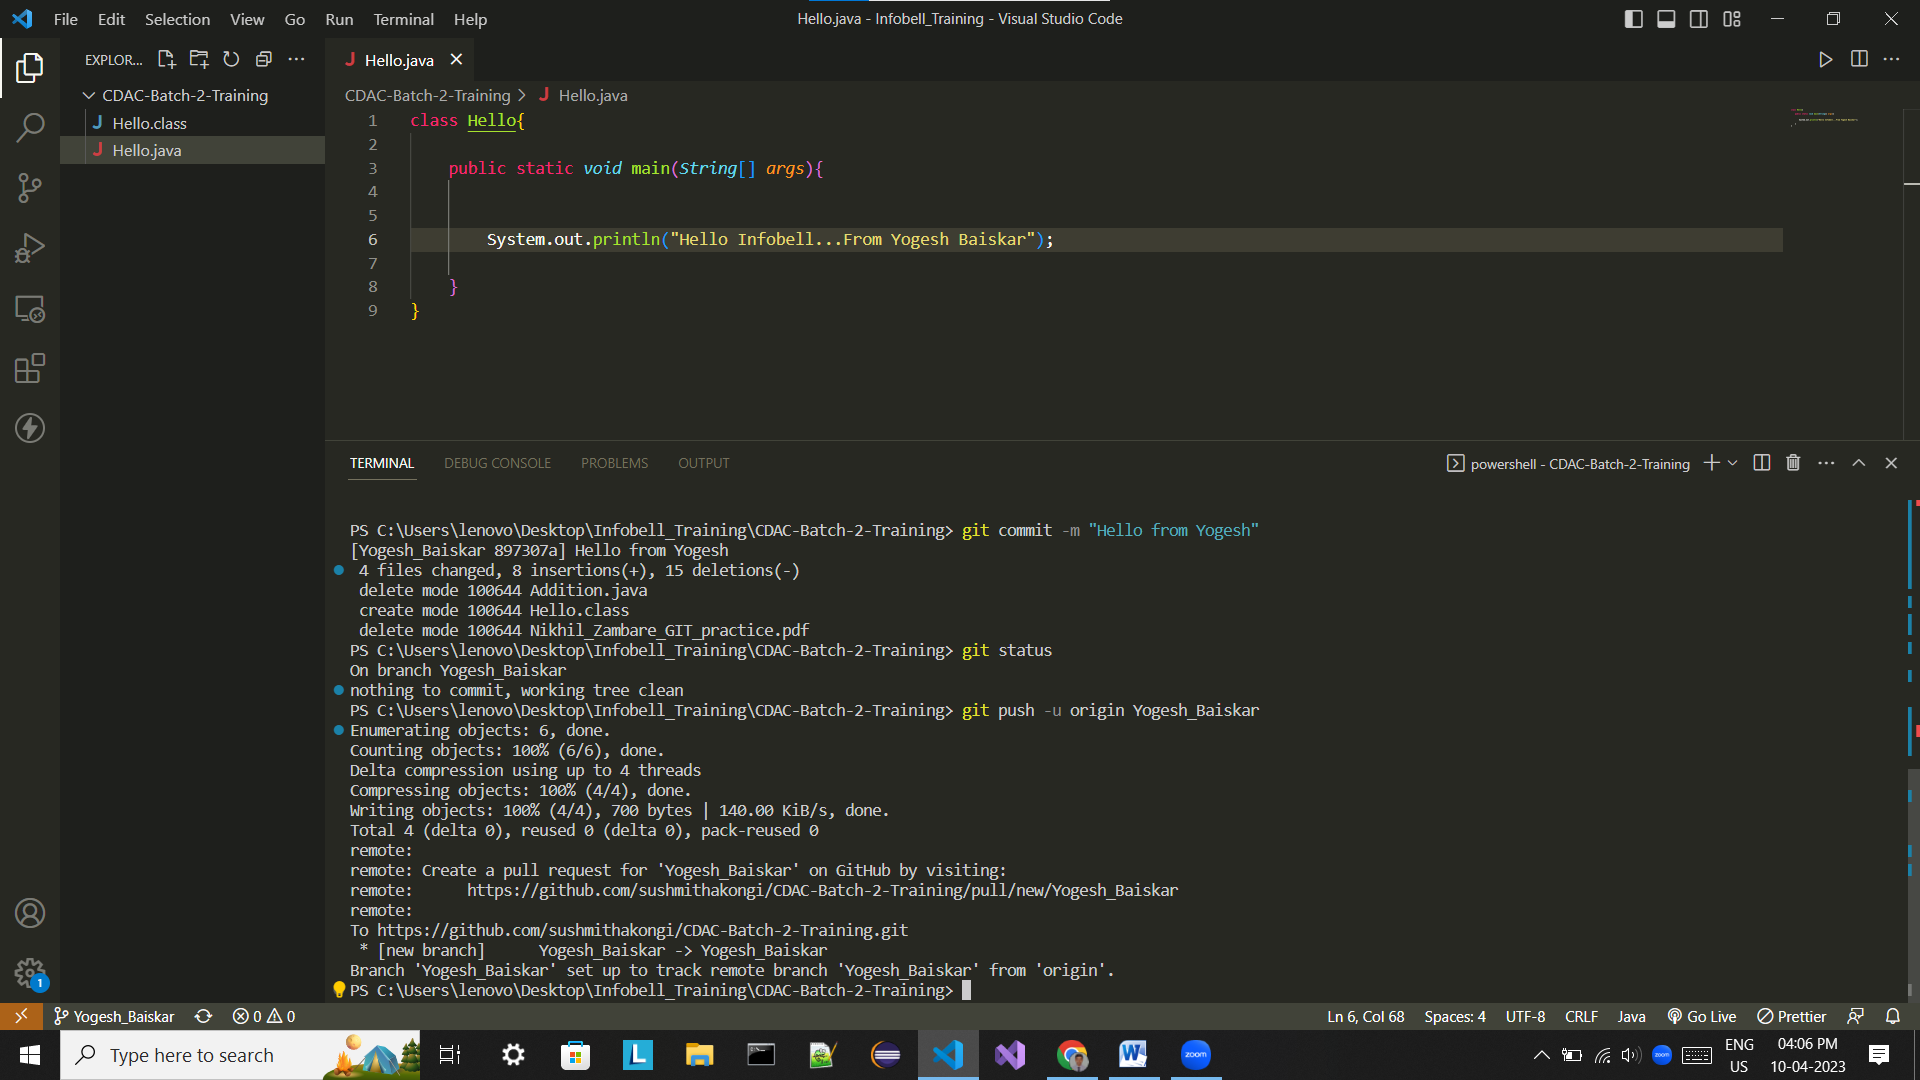 File Edit Selection View Go Run Terminal Help
Hello.java - Infobell_Training - Visual Studio Code
EXPLOR...
CDAC-Batch-2-Training
Hello.class
Hello.java
Hello.java
CDAC-Batch-2-Training > Hello.java
1 class Hello{
2
3 public static void main(String[] args){
4
5
6 System.out.println("Hello Infobell...From Yogesh Baiskar");
7
8 }
9 }
TERMINAL DEBUG CONSOLE PROBLEMS OUTPUT
powershell - CDAC-Batch-2-Training
PS C:\Users\lenovo\Desktop\Infobell_Training\CDAC-Batch-2-Training> git commit -m "Hello from Yogesh"
[Yogesh_Baiskar 897307a] Hello from Yogesh
4 files changed, 8 insertions(+), 15 deletions(-)
delete mode 100644 Addition.java
create mode 100644 Hello.class
delete mode 100644 Nikhil_Zambare_GIT_practice.pdf
PS C:\Users\lenovo\Desktop\Infobell_Training\CDAC-Batch-2-Training> git status
On branch Yogesh_Baiskar
nothing to commit, working tree clean
PS C:\Users\lenovo\Desktop\Infobell_Training\CDAC-Batch-2-Training> git push -u origin Yogesh_Baiskar
Enumerating objects: 6, done.
Counting objects: 100% (6/6), done.
Delta compression using up to 4 threads
Compressing objects: 100% (4/4), done.
Writing objects: 100% (4/4), 700 bytes | 140.00 KiB/s, done.
Total 4 (delta 0), reused 0 (delta 0), pack-reused 0
remote:
remote: Create a pull request for 'Yogesh_Baiskar' on GitHub by visiting:
remote:      https://github.com/sushmithakongi/CDAC-Batch-2-Training/pull/new/Yogesh_Baiskar
remote:
To https://github.com/sushmithakongi/CDAC-Batch-2-Training.git
* [new branch]      Yogesh_Baiskar -> Yogesh_Baiskar
Branch 'Yogesh_Baiskar' set up to track remote branch 'Yogesh_Baiskar' from 'origin'.
PS C:\Users\lenovo\Desktop\Infobell_Training\CDAC-Batch-2-Training>
1
Yogesh_Baiskar 0 0
Ln 6, Col 68 Spaces: 4 UTF-8 CRLF Java Go Live Prettier
Type here to search
L
W
zoom
zoom
ENG
US
04:06 PM
10-04-2023